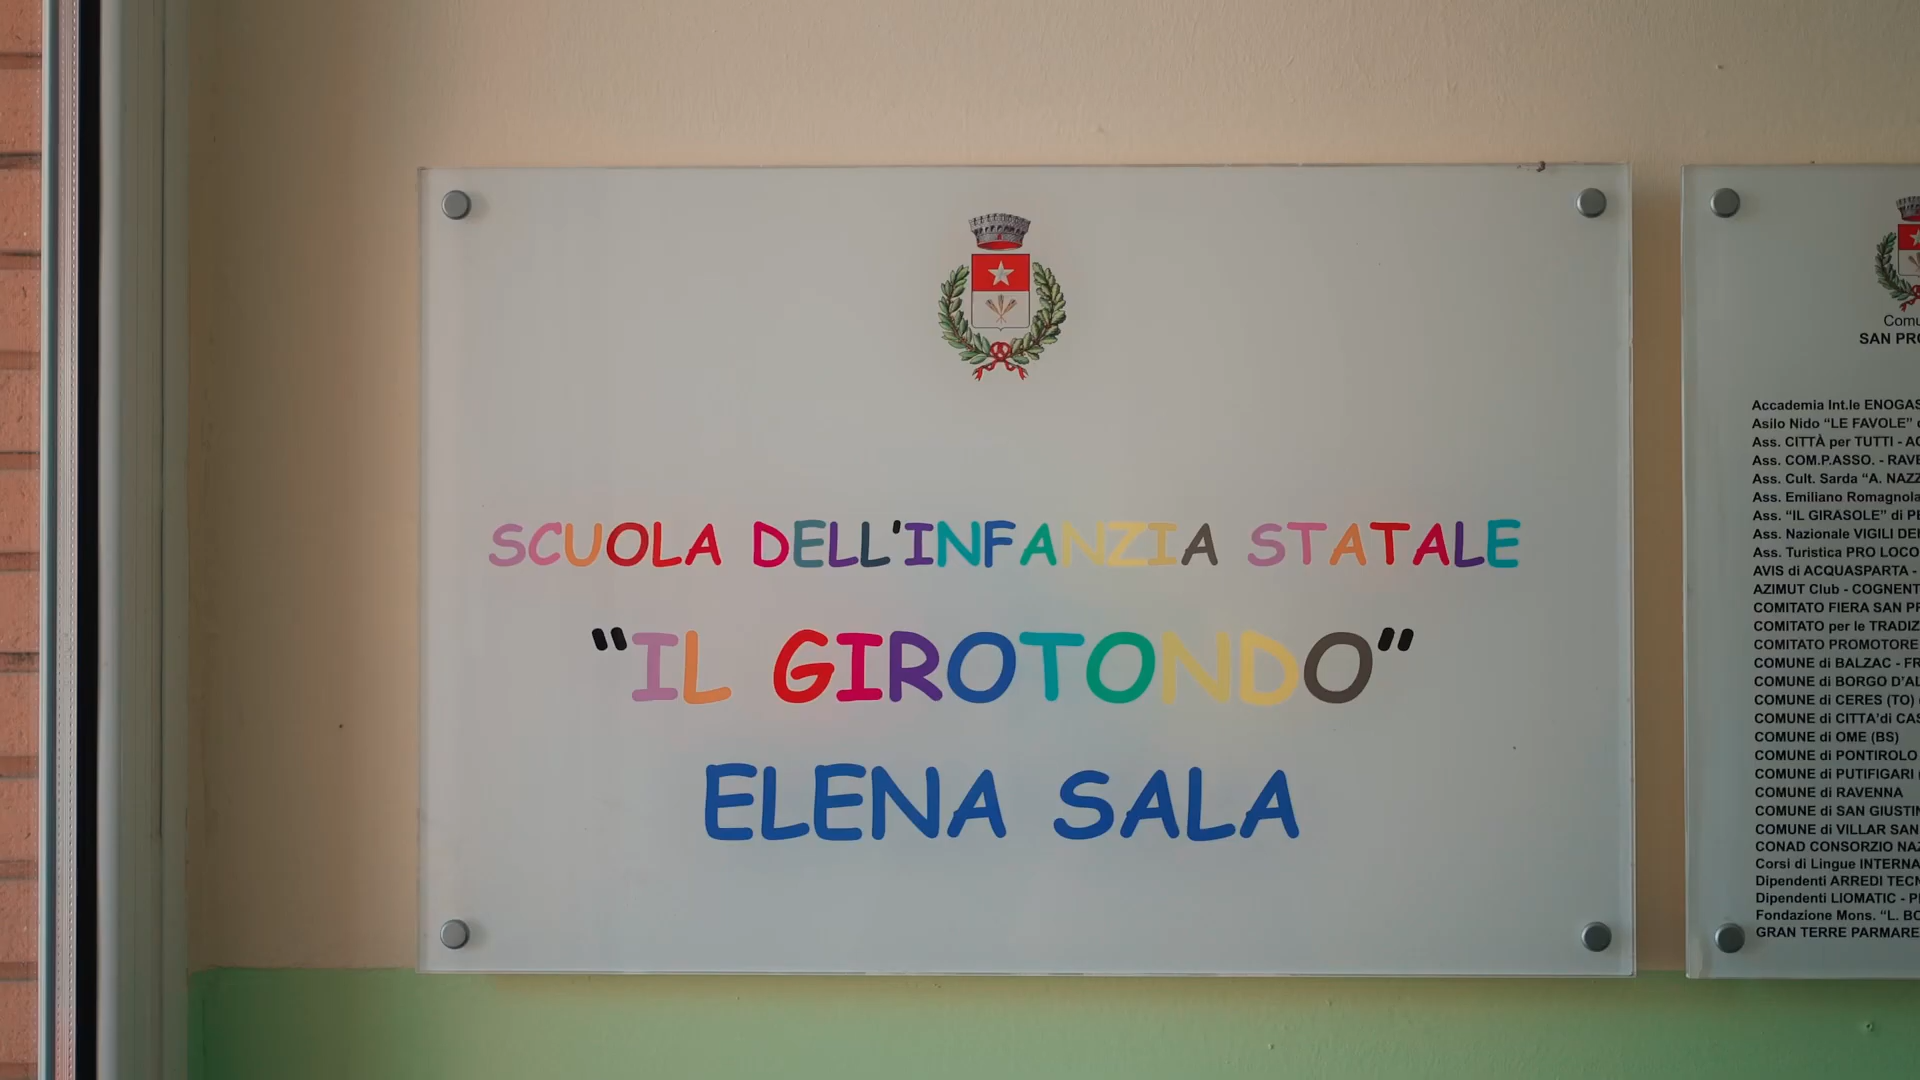 SCUOLA DELL'INFANZIA STATALE
"IL GIROTONDO"
ELENA SALA
SAN
Accademia Int.le
Asilo Nido "LE FAVOLE"
Ass. CITTÀ per TUTTI -
Ass. COM.P.ASSO. -
Ass. Cult. Sarda "A.
Ass. Emiliano Romagnola
Ass. "IL GIRASOLE" di
Ass. Nazionale VIGILI
Ass. Turistica PRO LOCO
AVIS di ACQUASPARTA -
AZIMUT Club -
COMITATO FIERA SAN
COMITATO per le
COMITATO PROMOTORE
COMUNE di BALZAC -
COMUNE di BORGO
COMUNE di CERES (TO)
COMUNE di CITTA'di
COMUNE di OME (BS)
COMUNE di PONTIROLO
COMUNE di PUTIFIGARI
COMUNE di RAVENNA
COMUNE di SAN
COMUNE di VILLAR SAN
CONAD CONSORZIO
Corsi di Lingue
Dipendenti ARREDI
Dipendenti LIOMATIC -
Fondazione Mons. "L.
GRAN TERRE